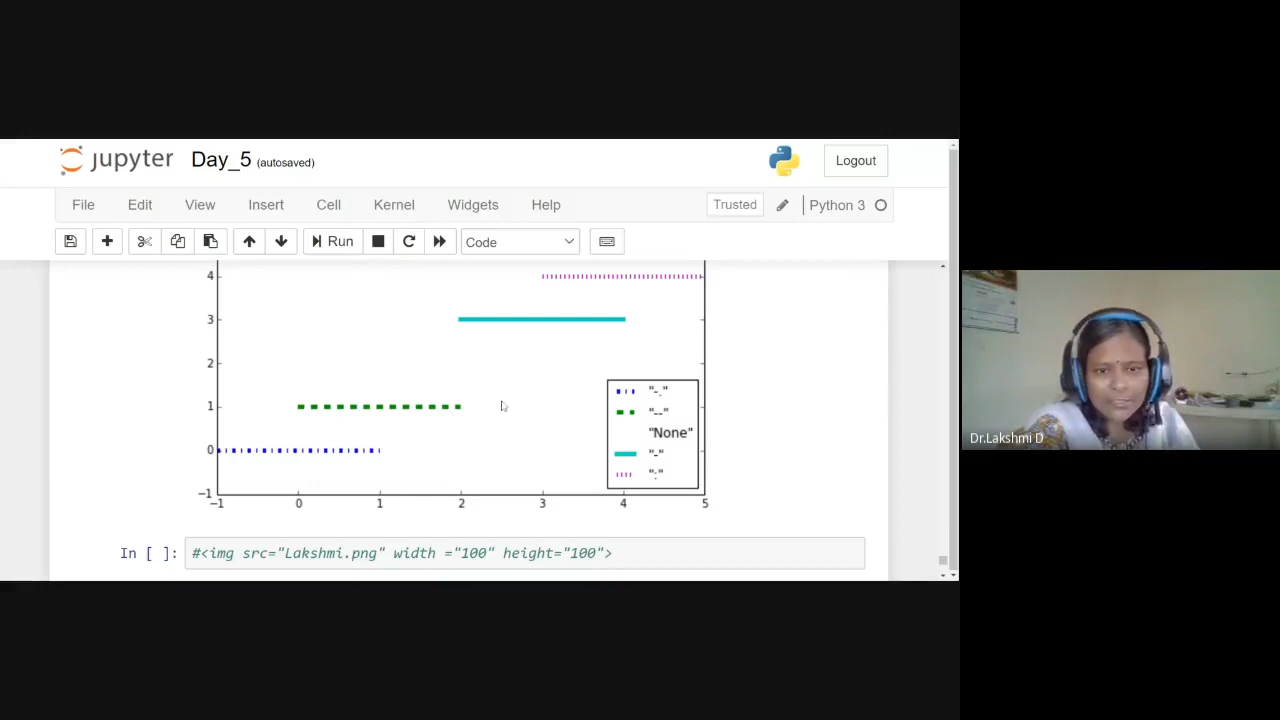 jupyter Day_5 (autosaved)
Logout
File Edit View Insert Cell Kernel Widgets Help
Trusted
Python 3
Run
Code
4
3
2
1
0
-1
-1 0 1 2 3 4 5
"-."
"--"
"None"
"-"
":"
In [ ]: #<img src="Lakshmi.png" width ="100" height="100">
Dr.Lakshmi D